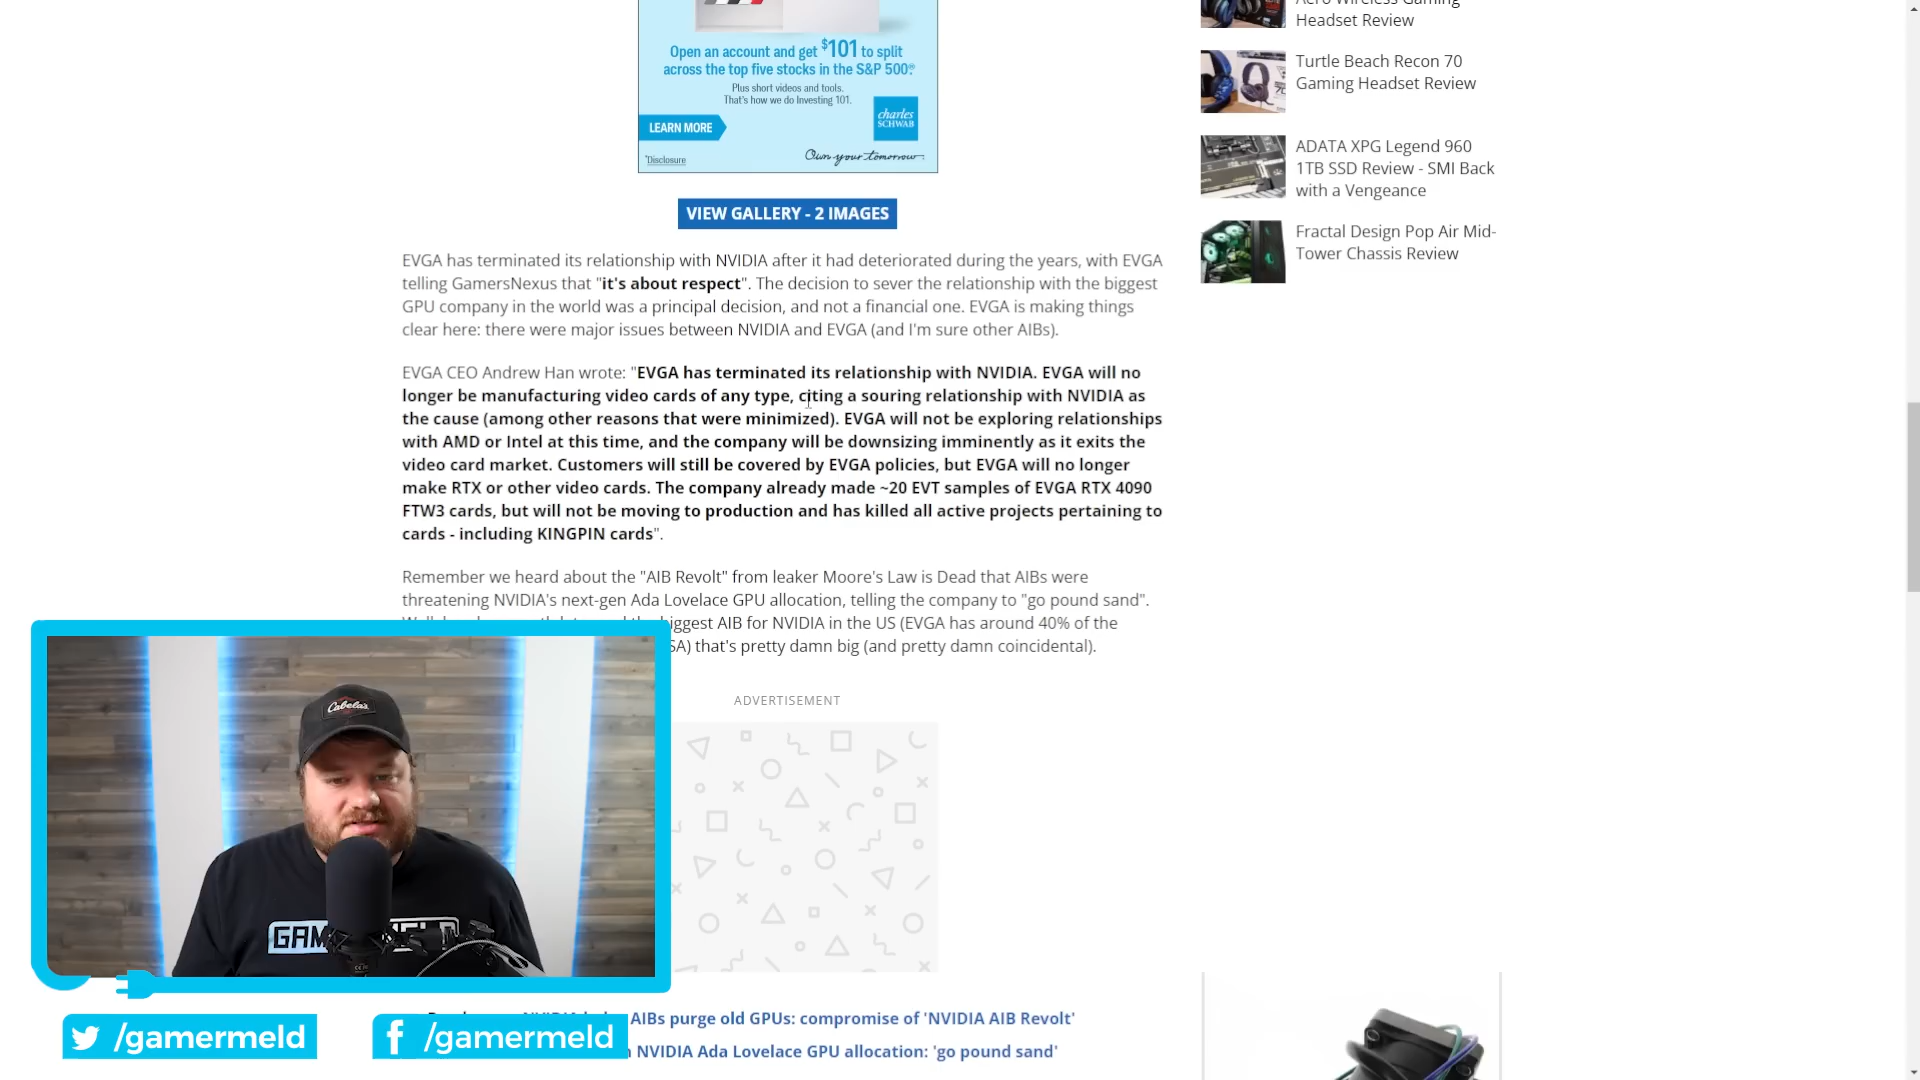 Open an account and get $101 to split
across the top five stocks in the S&P 500®*
Plus short videos and tools.
That's how we do Investing 101.
LEARN MORE
charles
SCHWAB
*Disclosure
Own your tomorrow.
VIEW GALLERY - 2 IMAGES
EVGA has terminated its relationship with NVIDIA after it had deteriorated during the years, with EVGA
telling GamersNexus that "it's about respect". The decision to sever the relationship with the biggest
GPU company in the world was a principal decision, and not a financial one. EVGA is making things
clear here: there were major issues between NVIDIA and EVGA (and I'm sure other AIBs).
EVGA CEO Andrew Han wrote: "EVGA has terminated its relationship with NVIDIA. EVGA will no
longer be manufacturing video cards of any type, citing a souring relationship with NVIDIA as
the cause (among other reasons that were minimized). EVGA will not be exploring relationships
with AMD or Intel at this time, and the company will be downsizing imminently as it exits the
video card market. Customers will still be covered by EVGA policies, but EVGA will no longer
make RTX or other video cards. The company already made ~20 EVT samples of EVGA RTX 4090
FTW3 cards, but will not be moving to production and has killed all active projects pertaining to
cards - including KINGPIN cards".
Remember we heard about the "AIB Revolt" from leaker Moore's Law is Dead that AIBs were
threatening NVIDIA's next-gen Ada Lovelace GPU allocation, telling the company to "go pound sand".
biggest AIB for NVIDIA in the US (EVGA has around 40% of the
that's pretty damn big (and pretty damn coincidental).
ADVERTISEMENT
AIBs purge old GPUs: compromise of 'NVIDIA AIB Revolt'
NVIDIA Ada Lovelace GPU allocation: 'go pound sand'
Headset Review
Turtle Beach Recon 70
Gaming Headset Review
ADATA XPG Legend 960
1TB SSD Review - SMI Back
with a Vengeance
Fractal Design Pop Air Mid-
Tower Chassis Review
Cabela's
/gamermeld
/gamermeld